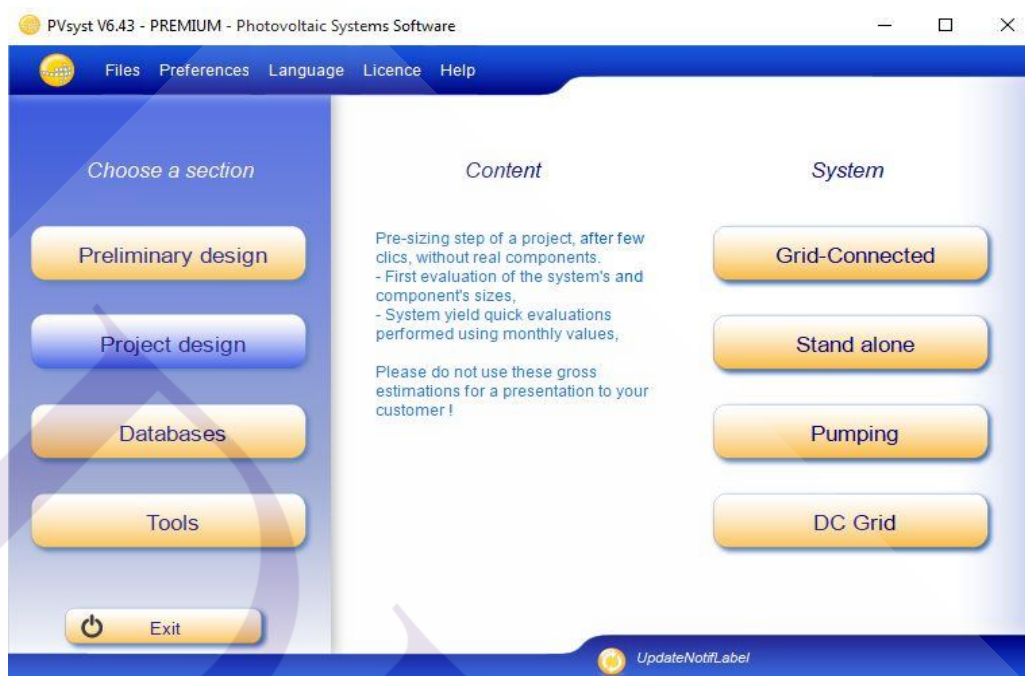 PVsyst V6.43 - PREMIUM - Photovoltaic Systems Software
Files Preferences Language Licence Help
Choose a section
Preliminary design
Project design
Databases
Tools
Exit
Content
Pre-sizing step of a project, after few
clics, without real components.
- First evaluation of the system's and
component's sizes,
- System yield quick evaluations
performed using monthly values,
Please do not use these gross
estimations for a presentation to your
customer !
System
Grid-Connected
Stand alone
Pumping
DC Grid
UpdateNotifLabel